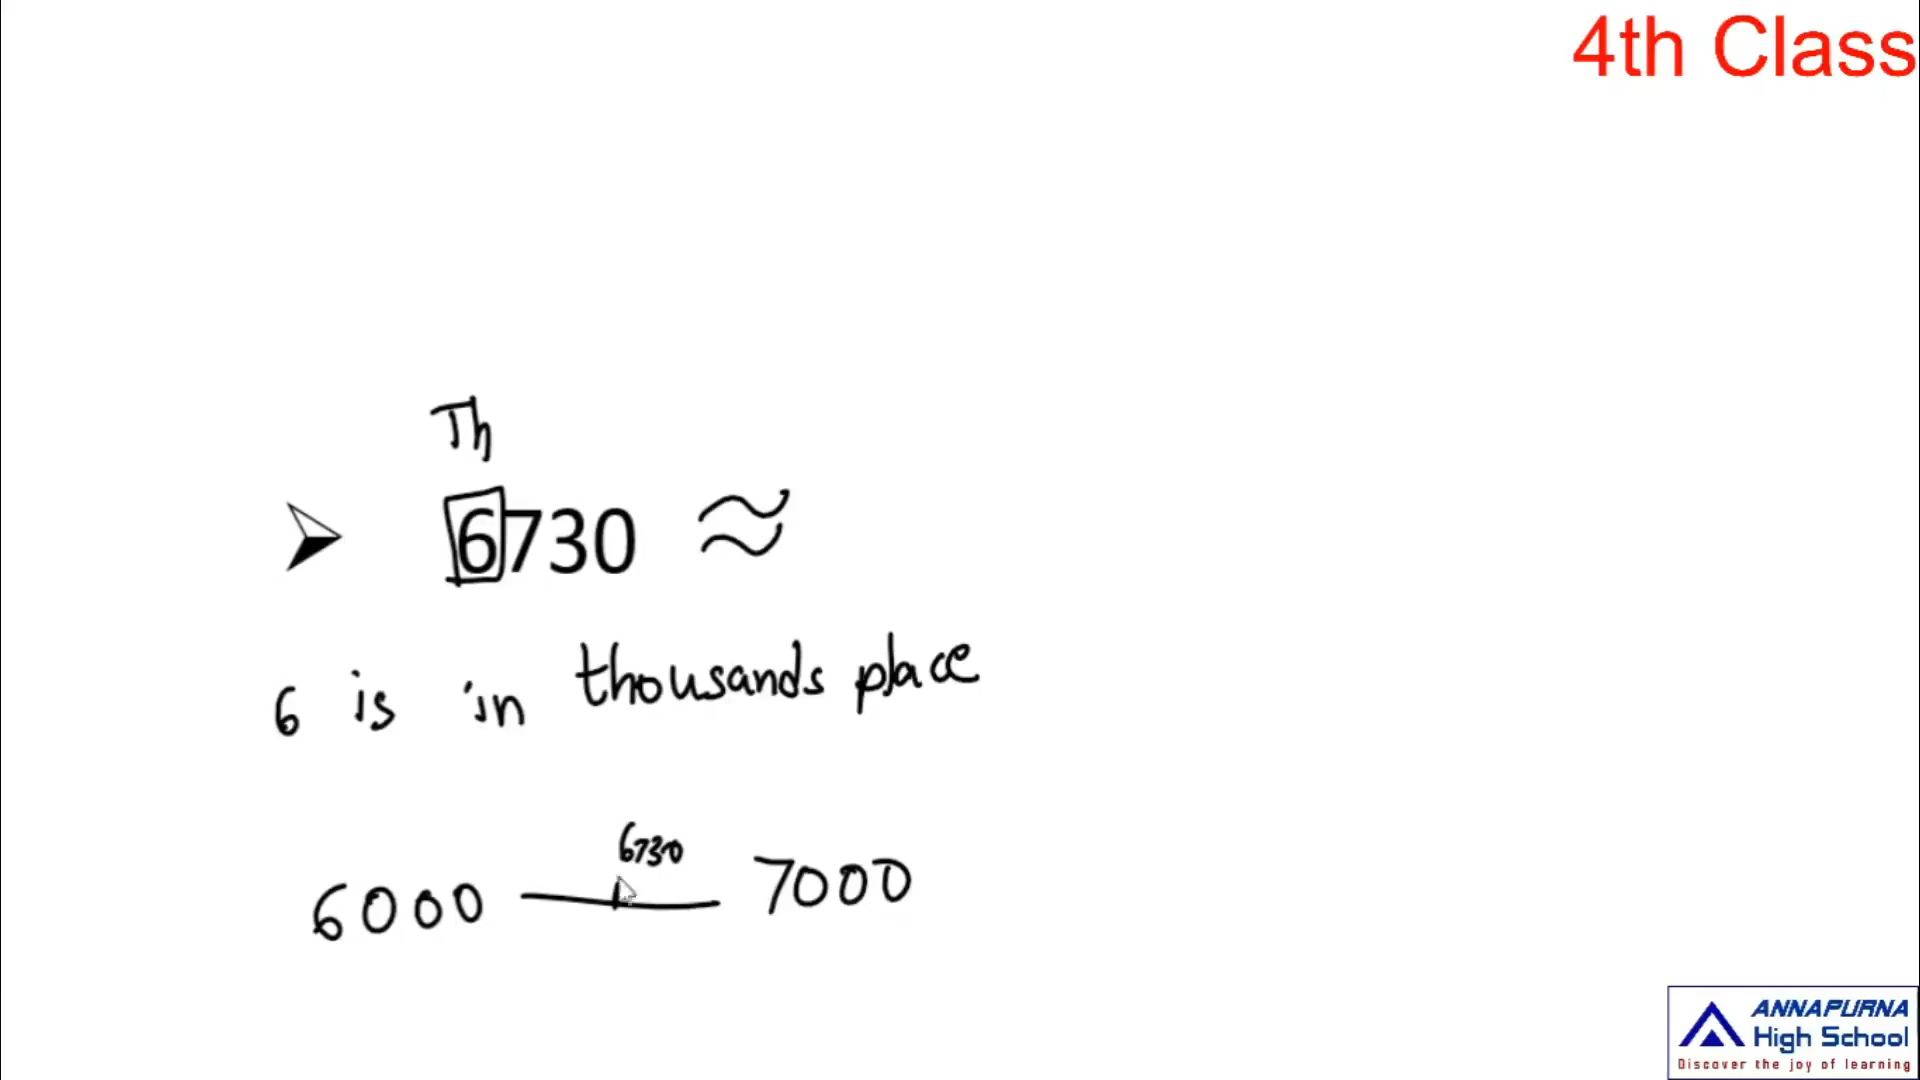 4th Class
Th
6730 ≈
6 is in thousands place
6730
6000 — 7000
ANNAPURNA
High School
Discover the joy of learning